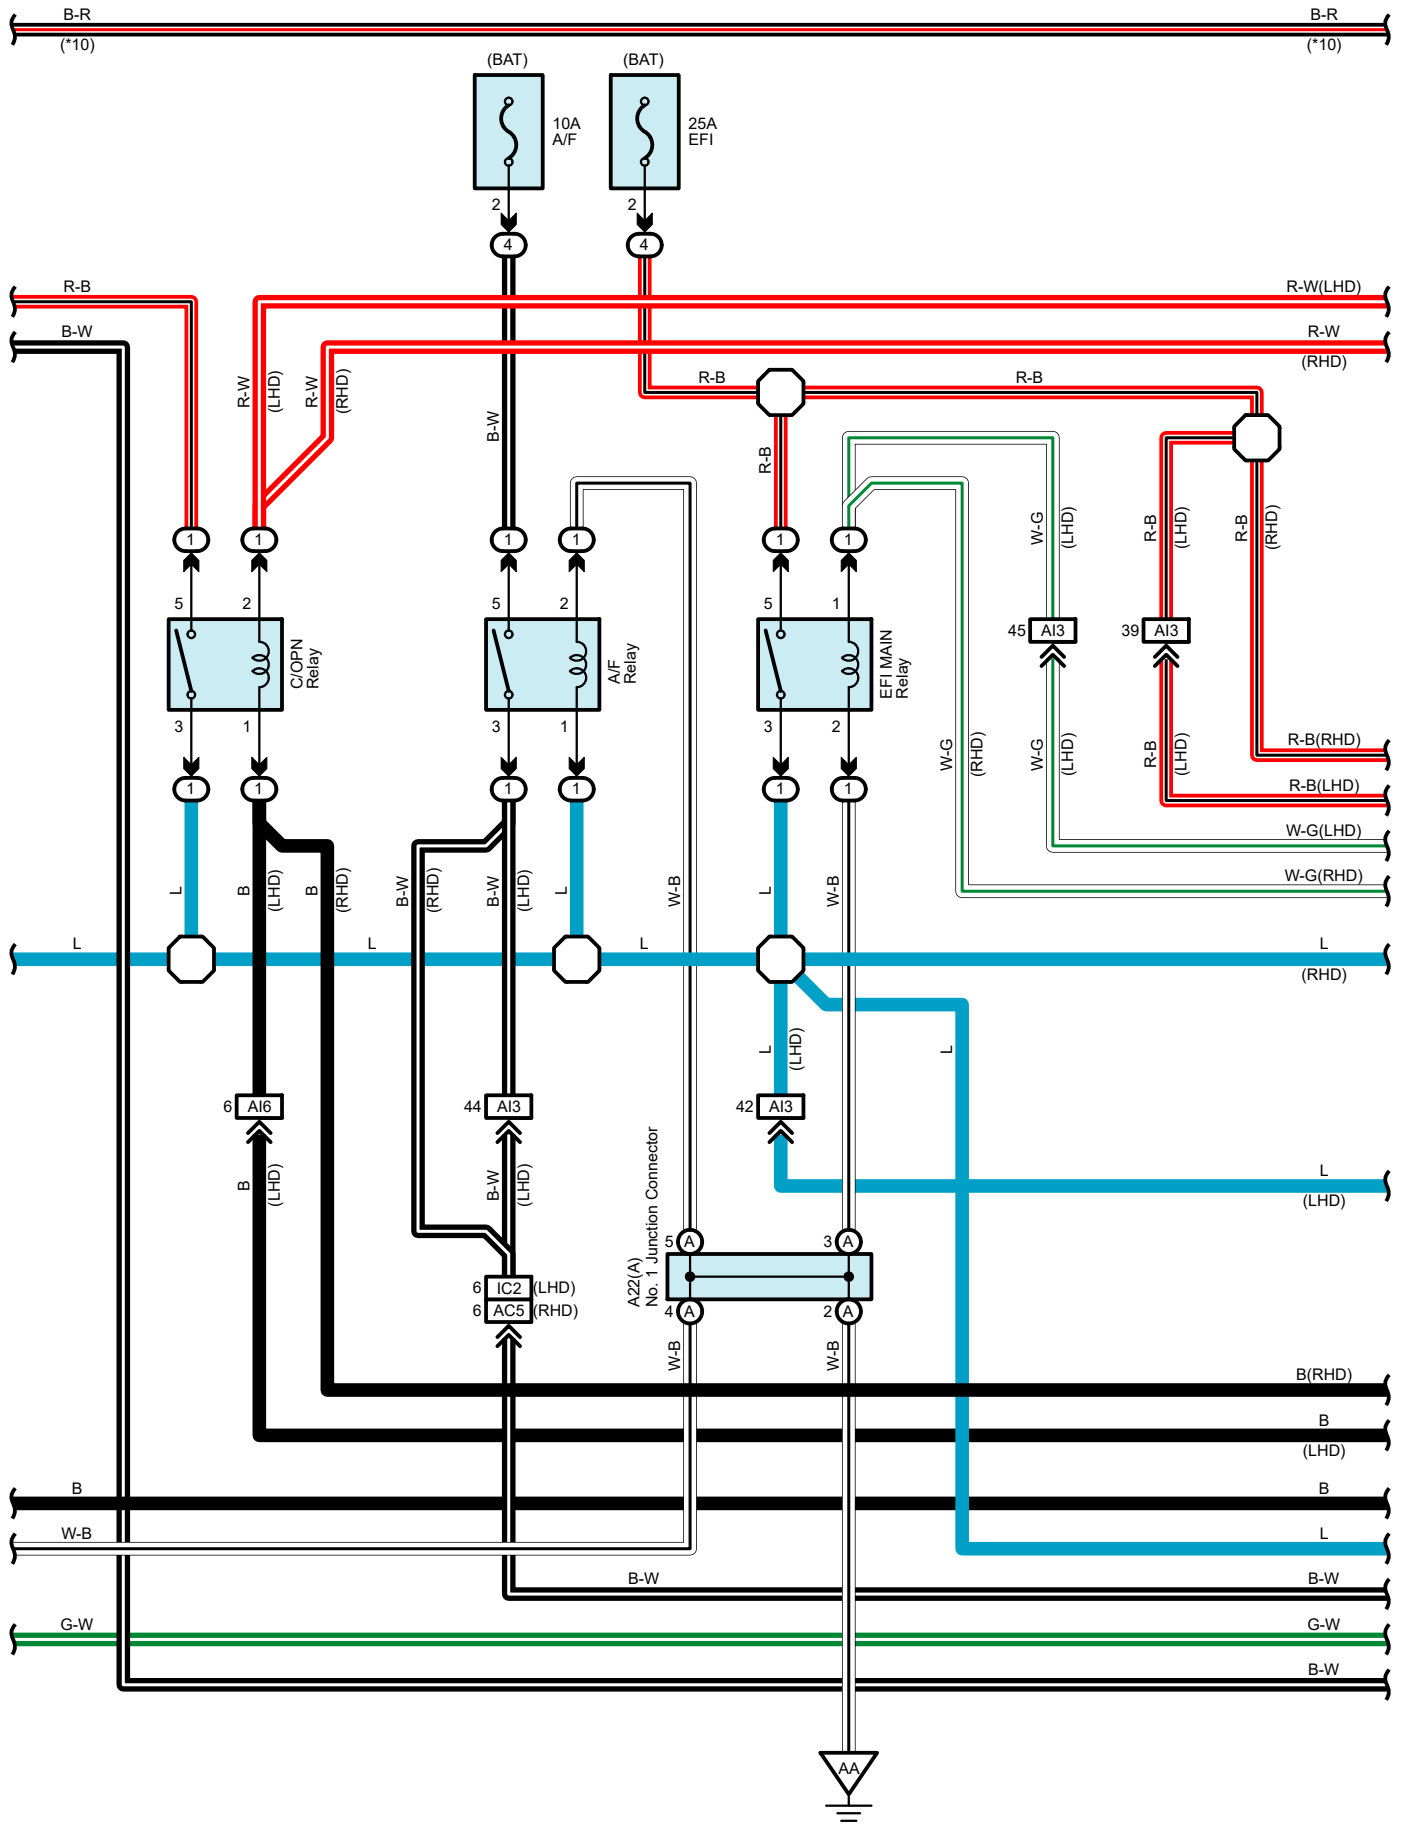 B-R
B-R
(*10)
(*10)
(BAT)
(BAT)
10A
A/F
25A
EFI
2
2
4
4
R-B
R-W(LHD)
B-W
R-W
(RHD)
R-W
(LHD)
R-W
(RHD)
B-W
R-B
R-B
R-B
W-G
(LHD)
R-B
(LHD)
R-B
(RHD)
1
1
1
1
1
1
5
2
5
2
5
1
C/OPN
Relay
A/F
Relay
EFI MAIN
Relay
45
AI3
39
AI3
3
1
3
1
3
2
W-G
(RHD)
W-G
(LHD)
R-B
(LHD)
R-B(RHD)
1
1
1
1
1
1
R-B(LHD)
W-G(LHD)
W-G(RHD)
L
B
(LHD)
B
(RHD)
B-W
(RHD)
B-W
(LHD)
L
W-B
L
W-B
L
L
L
L
(RHD)
L
(LHD)
L
6
AI6
44
AI3
42
AI3
B
(LHD)
B-W
(LHD)
A22(A)
No. 1 Junction Connector
L
(LHD)
5
A
3
A
6
IC2
(LHD)
6
AC5
(RHD)
4
A
2
A
W-B
W-B
B(RHD)
B
(LHD)
B
B
W-B
L
B-W
B-W
G-W
G-W
B-W
AA